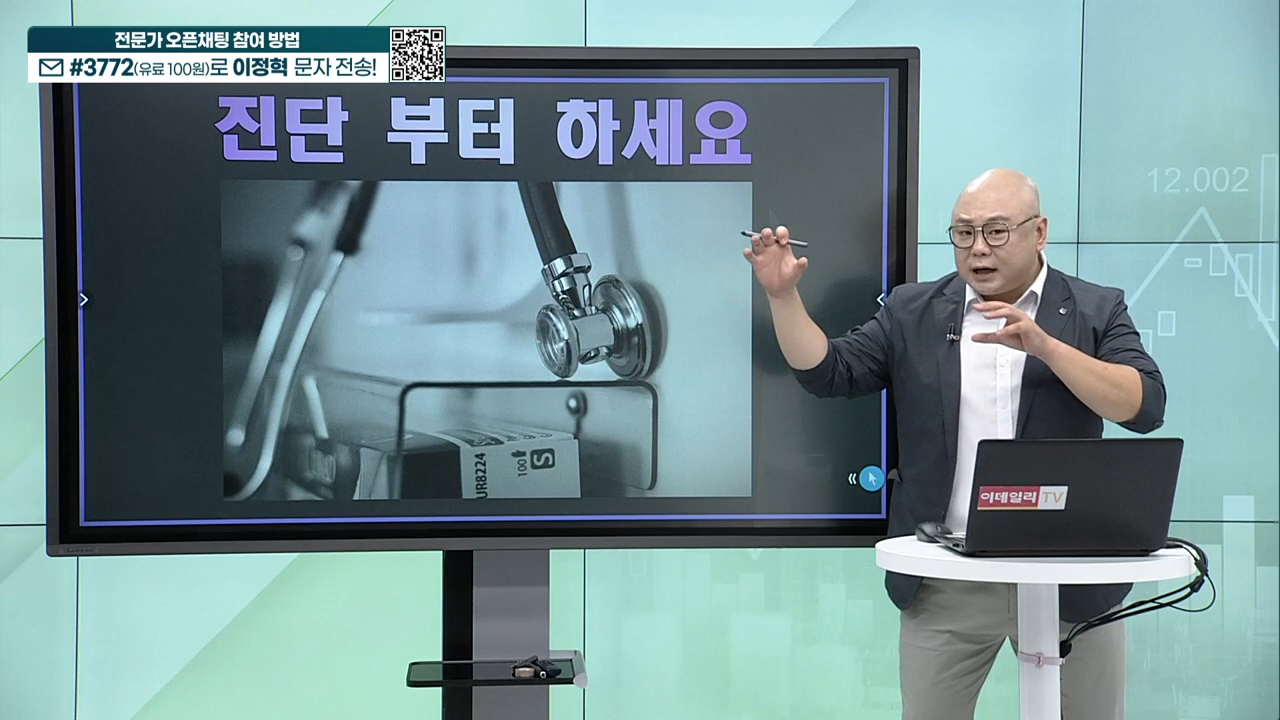 전문가 오픈채팅 참여 방법
#3772(유료 100원)로 이정혁 문자 전송!
진단 부터 하세요
12.002
UR8224
100
S
이데일리TV